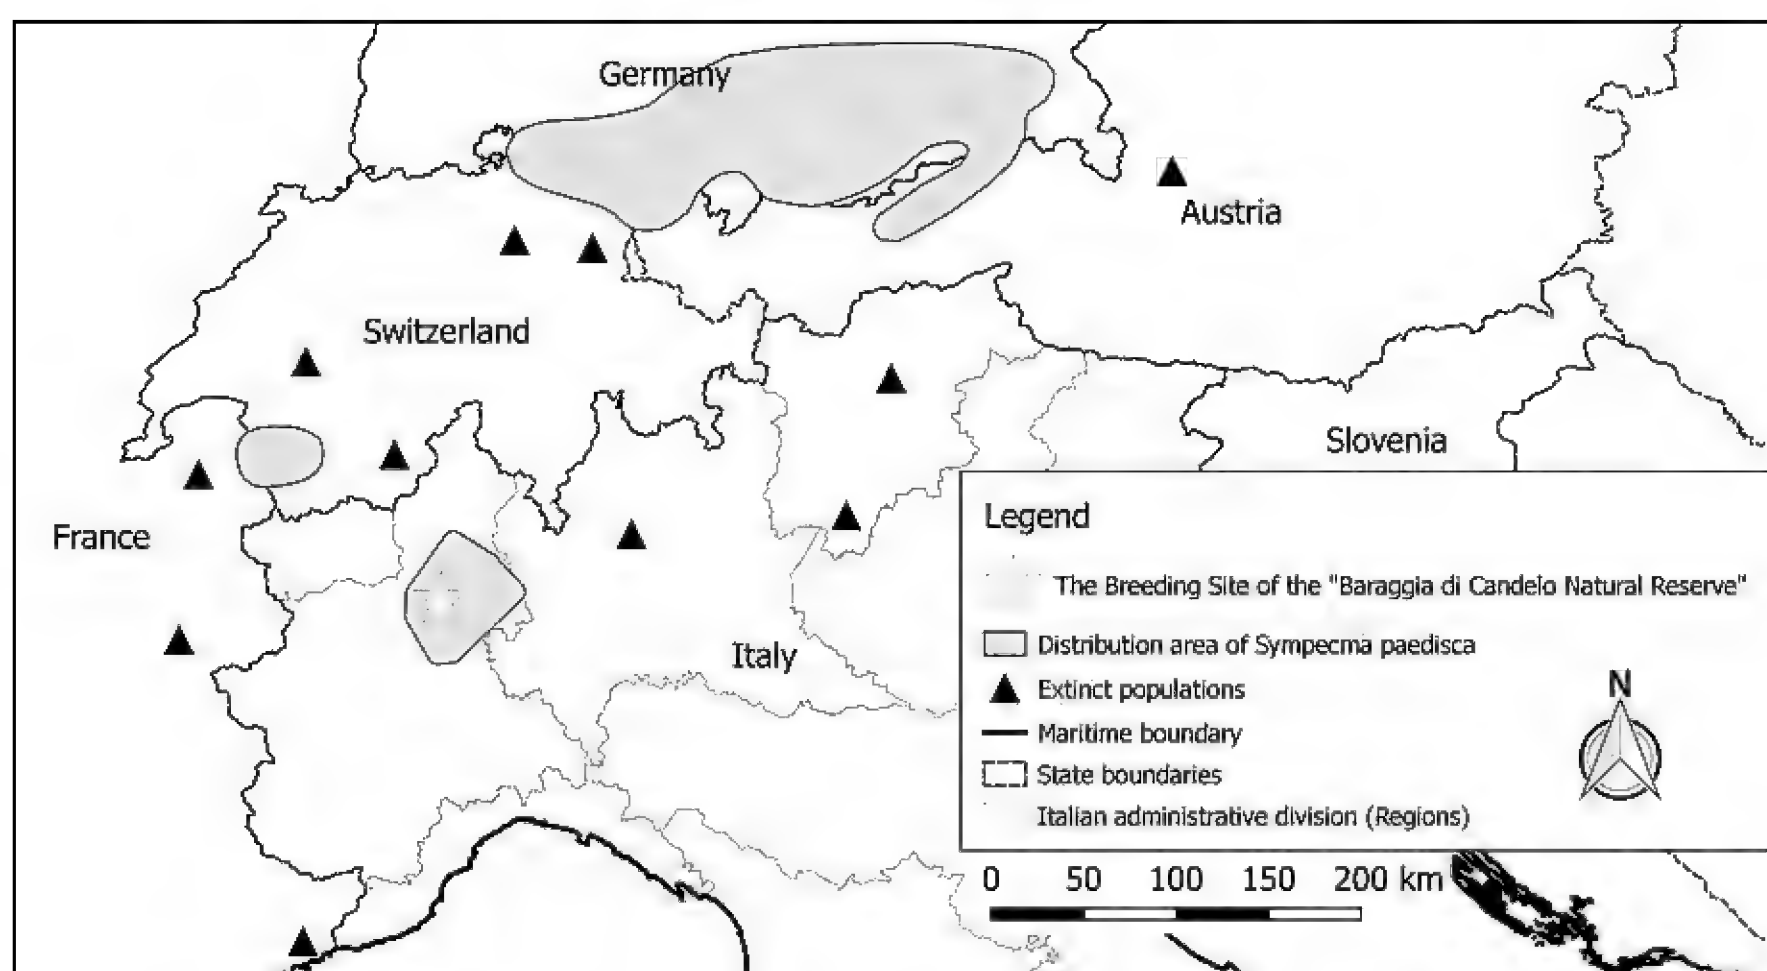 Germany
Austria
Switzerland
Slovenia
France
Italy
Legend
The Breeding Site of the "Baraggia di Candelo Natural Reserve"
Distribution area of Sympecma paedisca
Extinct populations
Maritime boundary
State boundaries
Italian administrative division (Regions)
N
0 50 100 150 200 km